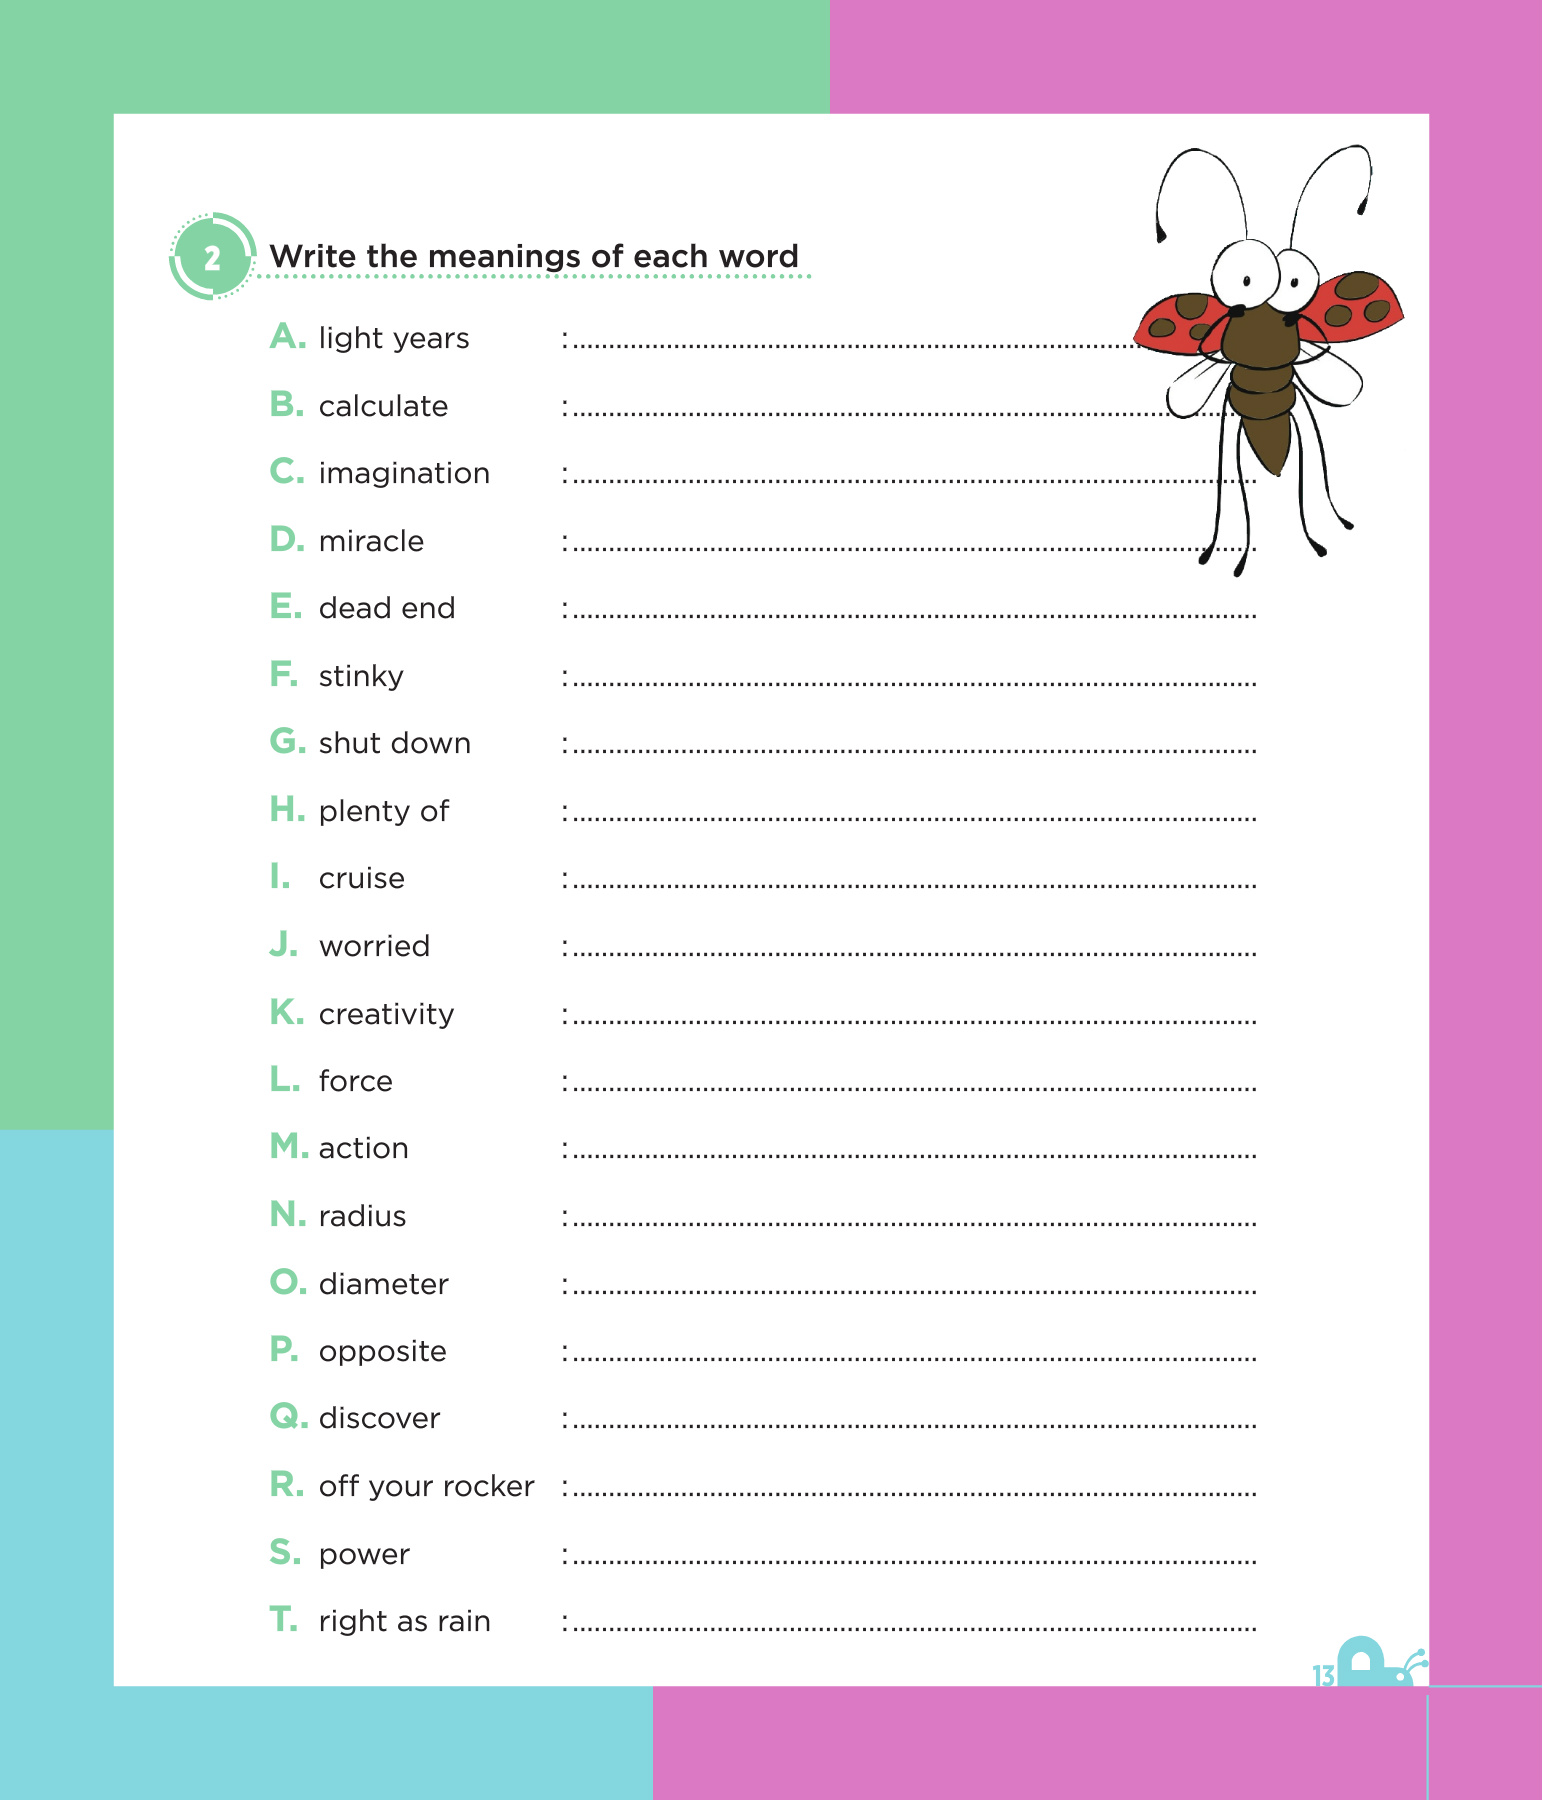 2 Write the meanings of each word
A. light years : ........................................................................................
B. calculate : ........................................................................................
C. imagination : ........................................................................................
D. miracle : ........................................................................................
E. dead end : ........................................................................................
F. stinky : ........................................................................................
G. shut down : ........................................................................................
H. plenty of : ........................................................................................
I. cruise : ........................................................................................
J. worried : ........................................................................................
K. creativity : ........................................................................................
L. force : ........................................................................................
M. action : ........................................................................................
N. radius : ........................................................................................
O. diameter : ........................................................................................
P. opposite : ........................................................................................
Q. discover : ........................................................................................
R. off your rocker : ........................................................................................
S. power : ........................................................................................
T. right as rain : ........................................................................................
13